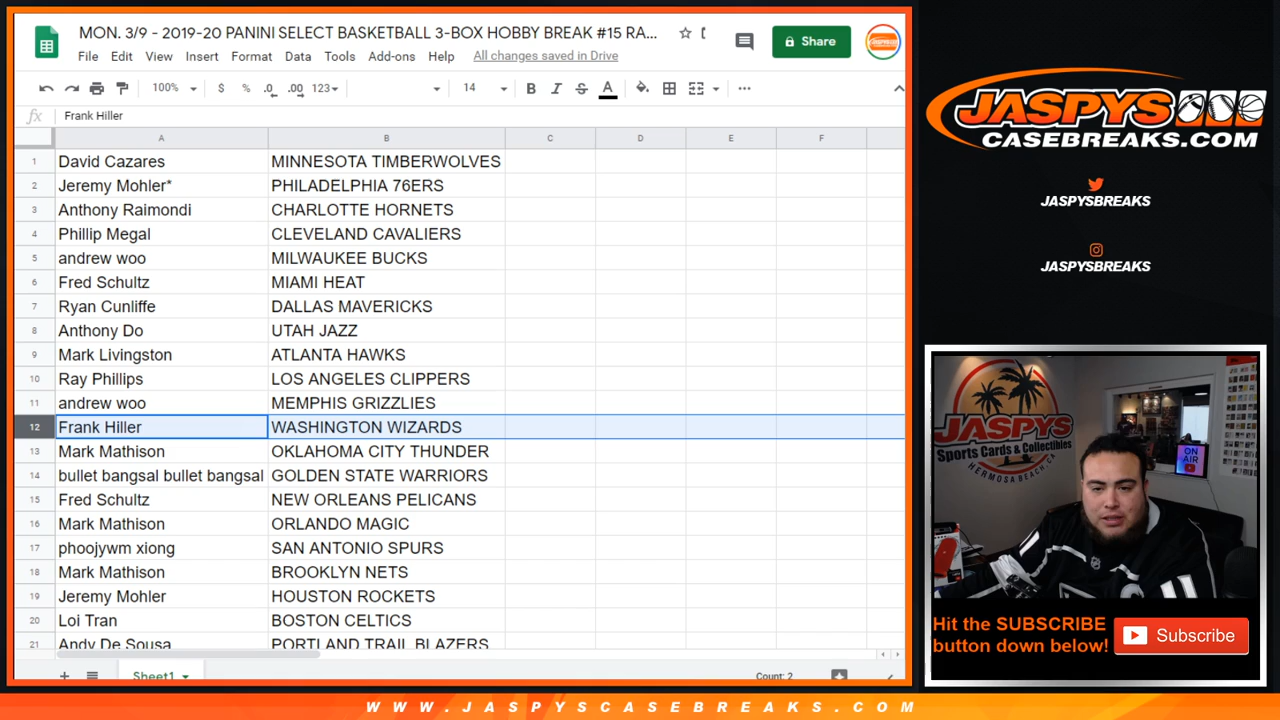 MON. 3/9 - 2019-20 PANINI SELECT BASKETBALL 3-BOX HOBBY BREAK #15 RA...
File Edit View Insert Format Data Tools Add-ons Help All changes saved in Drive
Share
100% $ % .0 .00 123 14 B I S A
fx Frank Hiller
A B C D E F
1 David Cazares MINNESOTA TIMBERWOLVES
2 Jeremy Mohler* PHILADELPHIA 76ERS
3 Anthony Raimondi CHARLOTTE HORNETS
4 Phillip Megal CLEVELAND CAVALIERS
5 andrew woo MILWAUKEE BUCKS
6 Fred Schultz MIAMI HEAT
7 Ryan Cunliffe DALLAS MAVERICKS
8 Anthony Do UTAH JAZZ
9 Mark Livingston ATLANTA HAWKS
10 Ray Phillips LOS ANGELES CLIPPERS
11 andrew woo MEMPHIS GRIZZLIES
12 Frank Hiller WASHINGTON WIZARDS
13 Mark Mathison OKLAHOMA CITY THUNDER
14 bullet bangsal bullet bangsal GOLDEN STATE WARRIORS
15 Fred Schultz NEW ORLEANS PELICANS
16 Mark Mathison ORLANDO MAGIC
17 phoojywm xiong SAN ANTONIO SPURS
18 Mark Mathison BROOKLYN NETS
19 Jeremy Mohler HOUSTON ROCKETS
20 Loi Tran BOSTON CELTICS
21 Andy De Sousa PORTLAND TRAIL BLAZERS
Sheet1 Count: 2
JASPYS
CASEBREAKS.COM
JASPYSBREAKS
JASPYSBREAKS
JASPYS
Sports Cards & Collectibles
HERMOSA BEACH, CA
ON AIR
11
Hit the SUBSCRIBE
button down below!
Subscribe
WWW.JASPYSCASEBREAKS.COM